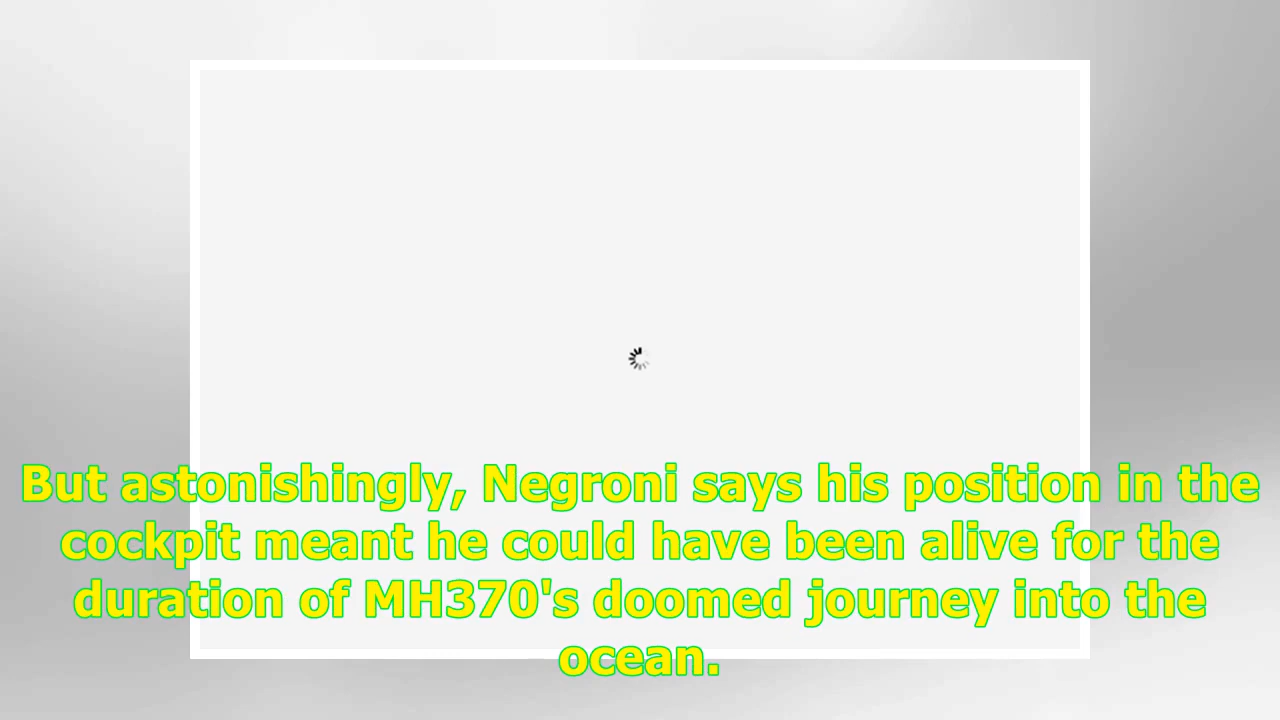 But astonishingly, Negroni says his position in the
cockpit meant he could have been alive for the
duration of MH370's doomed journey into the
ocean.